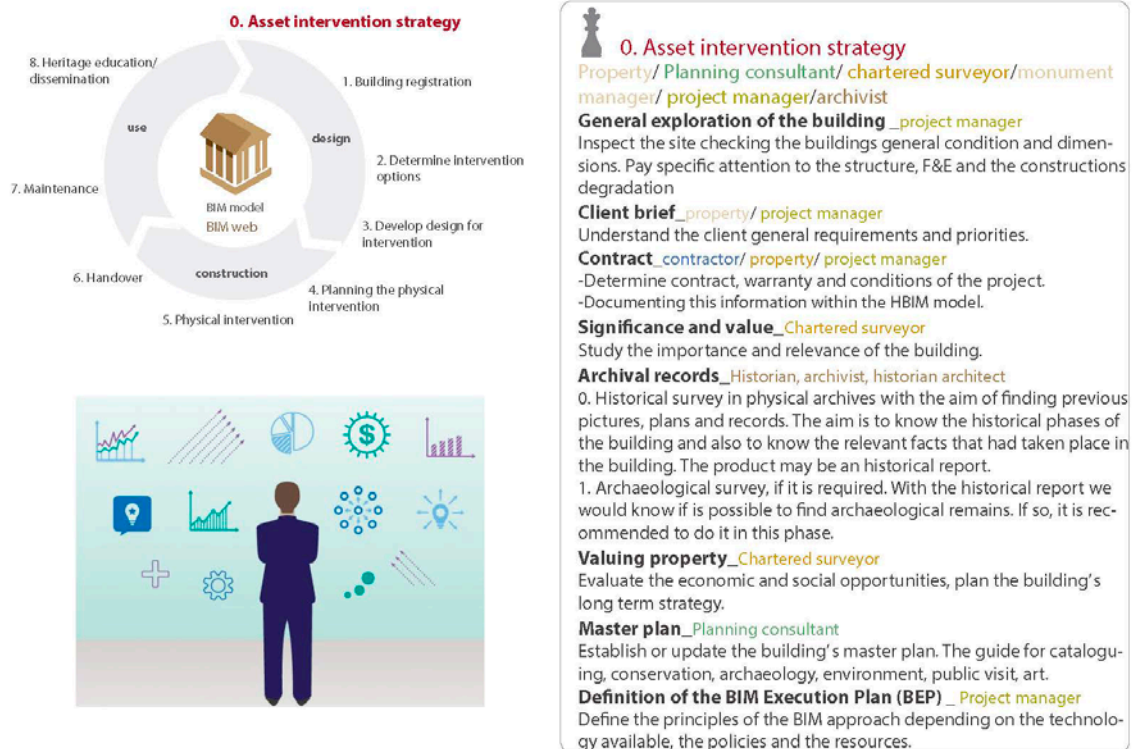 0. Asset intervention strategy
8. Heritage education/
dissemination
1. Building registration
use
design
2. Determine intervention
options
7. Maintenance
BIM model
BIM web
3. Develop design for
intervention
6. Handover
construction
4. Planning the physical
intervention
5. Physical intervention
$
0. Asset intervention strategy
Property/ Planning consultant/ chartered surveyor/monument
manager/ project manager/archivist
General exploration of the building _project manager
Inspect the site checking the buildings general condition and dimen-
sions. Pay specific attention to the structure, F&E and the constructions
degradation
Client brief_property/ project manager
Understand the client general requirements and priorities.
Contract_contractor/ property/ project manager
-Determine contract, warranty and conditions of the project.
-Documenting this information within the HBIM model.
Significance and value_Chartered surveyor
Study the importance and relevance of the building.
Archival records_Historian, archivist, historian architect
0. Historical survey in physical archives with the aim of finding previous
pictures, plans and records. The aim is to know the historical phases of
the building and also to know the relevant facts that had taken place in
the building. The product may be an historical report.
1. Archaeological survey, if it is required. With the historical report we
would know if is possible to find archaeological remains. If so, it is rec-
ommended to do it in this phase.
Valuing property_Chartered surveyor
Evaluate the economic and social opportunities, plan the building's
long term strategy.
Master plan_Planning consultant
Establish or update the building's master plan. The guide for catalogu-
ing, conservation, archaeology, environment, public visit, art.
Definition of the BIM Execution Plan (BEP) _ Project manager
Define the principles of the BIM approach depending on the technolo-
gy available, the policies and the resources.